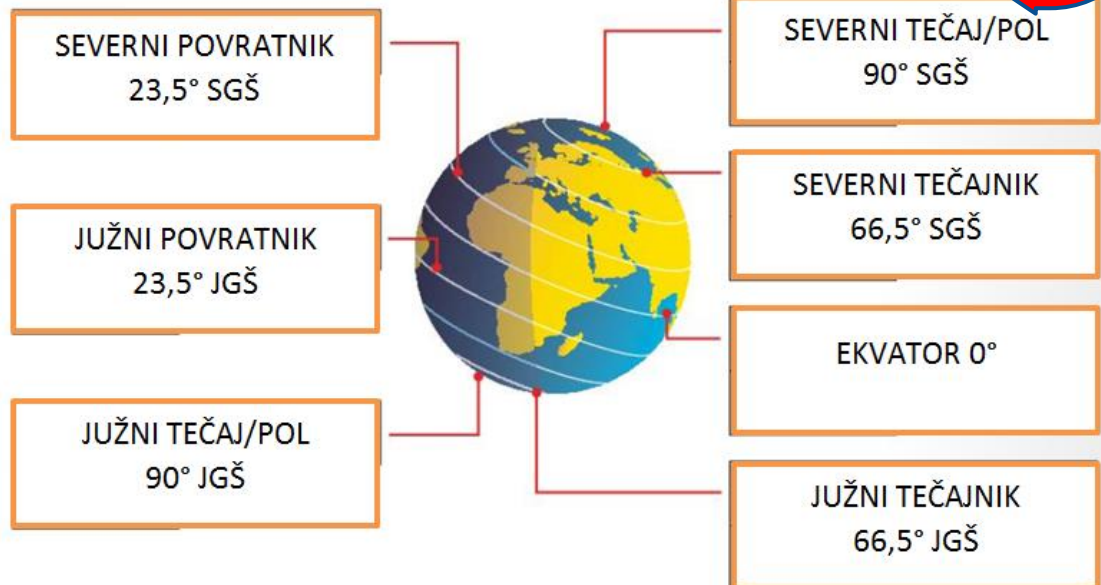 SEVERNI POVRATNIK
23,5° SGŠ
JUŽNI POVRATNIK
23,5° JGŠ
JUŽNI TEČAJ/POL
90° JGŠ
SEVERNI TEČAJ/POL
90° SGŠ
SEVERNI TEČAJNIK
66,5° SGŠ
EKVATOR 0°
JUŽNI TEČAJNIK
66,5° JGŠ